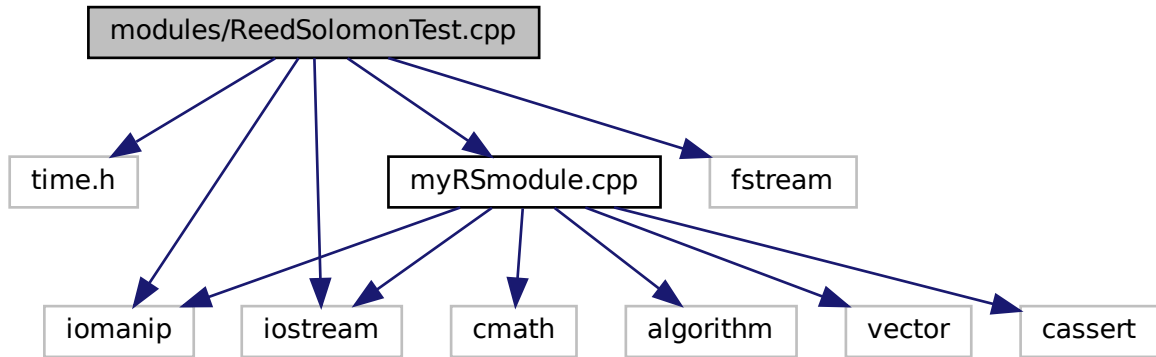 modules/ReedSolomonTest.cpp
time.h
myRSmodule.cpp
fstream
iomanip
iostream
cmath
algorithm
vector
cassert